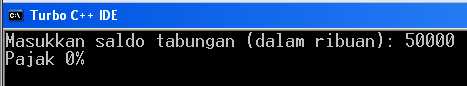 Turbo C++ IDE
Masukkan saldo tabungan (dalam ribuan): 50000
Pajak 0%